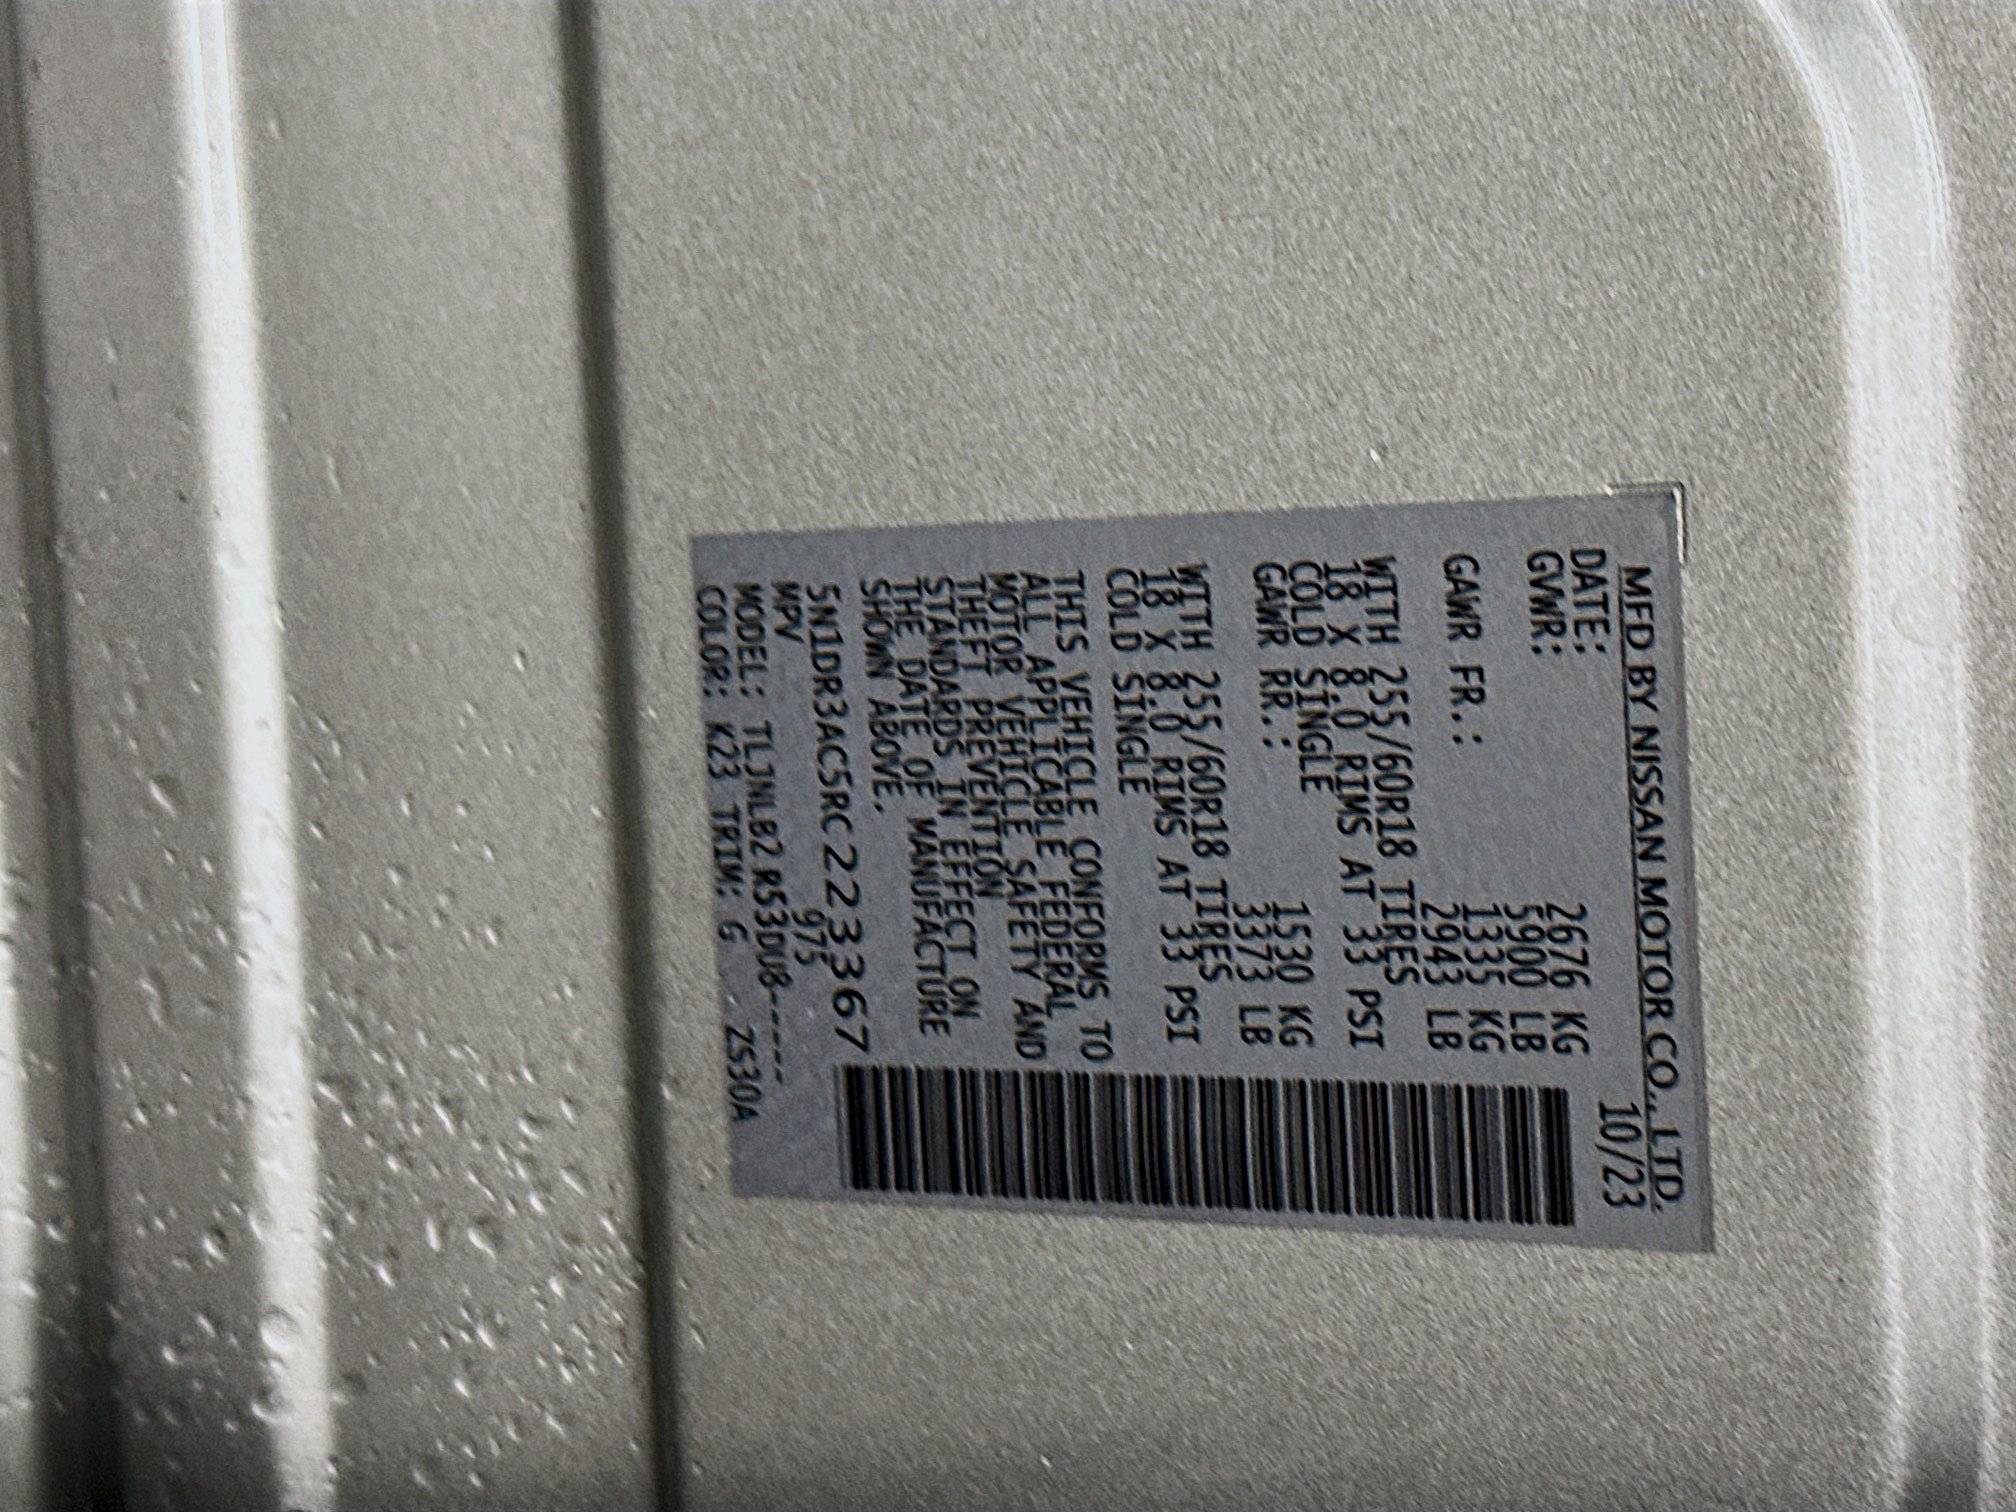 MFD BY NISSAN MOTOR CO., LTD.
DATE: 10/23
GVWR: 2676 KG
5900 LB
GAWR FR.: 1335 KG
2943 LB
WITH 255/60R18 TIRES
18 X 8.0 RIMS AT 33 PSI
COLD SINGLE
GAWR RR.: 1530 KG
3373 LB
WITH 255/60R18 TIRES
18 X 8.0 RIMS AT 33 PSI
COLD SINGLE
THIS VEHICLE CONFORMS TO
ALL APPLICABLE FEDERAL
MOTOR VEHICLE SAFETY AND
THEFT PREVENTION
STANDARDS IN EFFECT ON
THE DATE OF MANUFACTURE
SHOWN ABOVE.
5N1DR3AC5RC223367
MPV 975
MODEL: TLJNLB2 R53DU8------
COLOR: K23 TRIM: G ZS30A